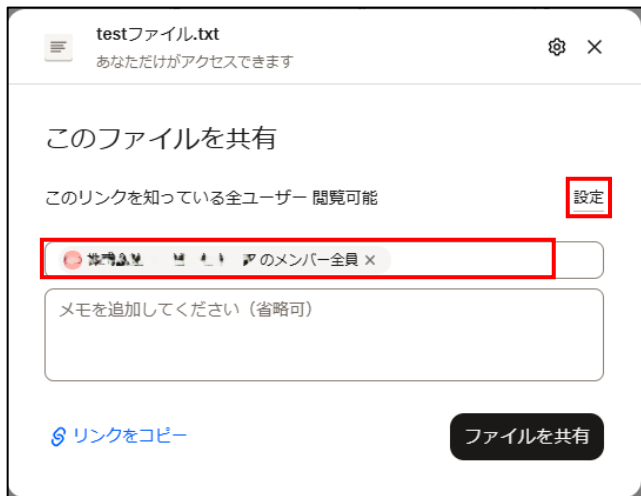 testファイル.txt
あなただけがアクセスできます
このファイルを共有
このリンクを知っている全ユーザー 閲覧可能
設定
のメンバー全員 ×
メモを追加してください（省略可）
リンクをコピー
ファイルを共有